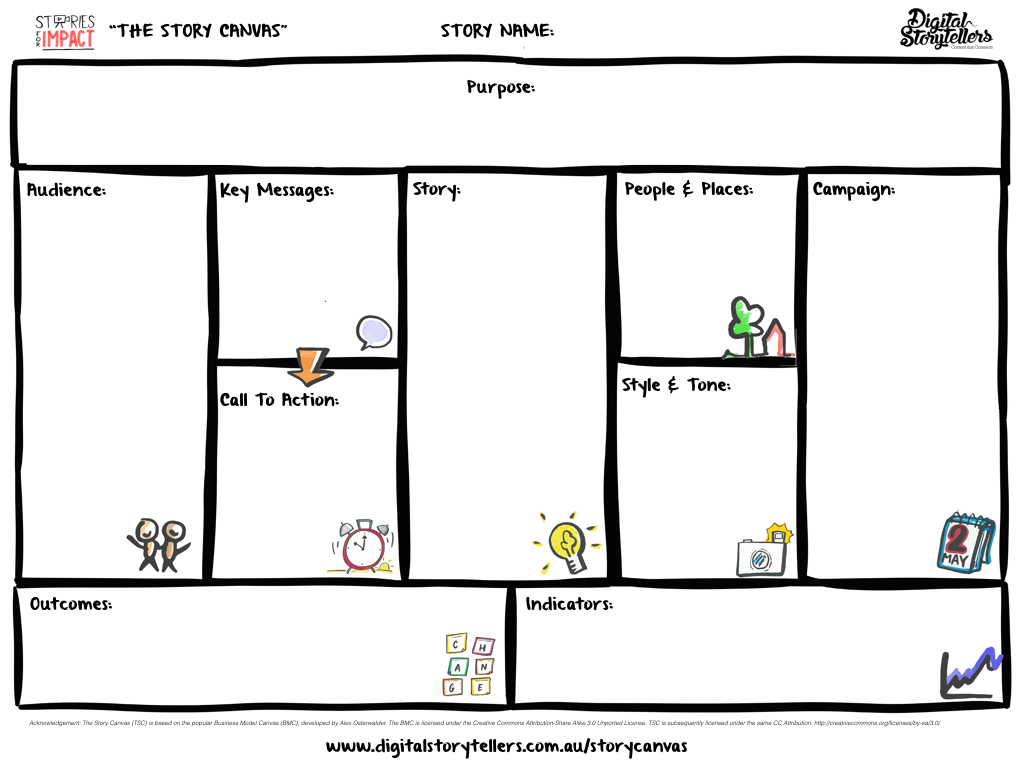 STORIES
FOR IMPACT
"THE STORY CANVAS"
STORY NAME:
Digital
Storytellers
Content that Connects
Purpose:
Audience:
Key Messages:
Call To Action:
Story:
People & Places:
Style & Tone:
Campaign:
2
MAY
Outcomes:
C H
A N
G E
Indicators:
Acknowledgement: The Story Canvas (TSC) is based on the popular Business Model Canvas (BMC), developed by Alex Osterwalder. The BMC is licensed under the Creative Commons Attribution-Share Alike 3.0 Unported License. TSC is subsequently licensed under the same CC Attribution: http://creativecommons.org/licenses/by-sa/3.0/.
www.digitalstorytellers.com.au/storycanvas